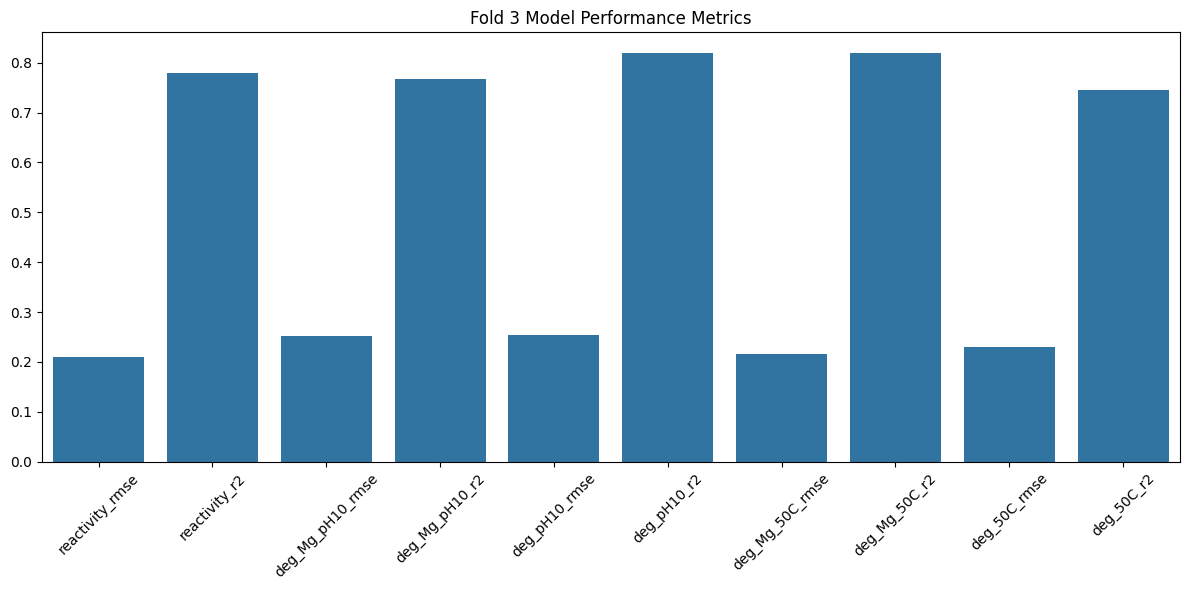 Fold 3 Model Performance Metrics
0.8
0.7
0.6
0.5
0.4
0.3
0.2
0.1
0.0
reactivity_rmse
reactivity_r2
deg_Mg_pH10_rmse
deg_Mg_pH10_r2
deg_pH10_rmse
deg_pH10_r2
deg_Mg_50C_rmse
deg_Mg_50C_r2
deg_50C_rmse
deg_50C_r2